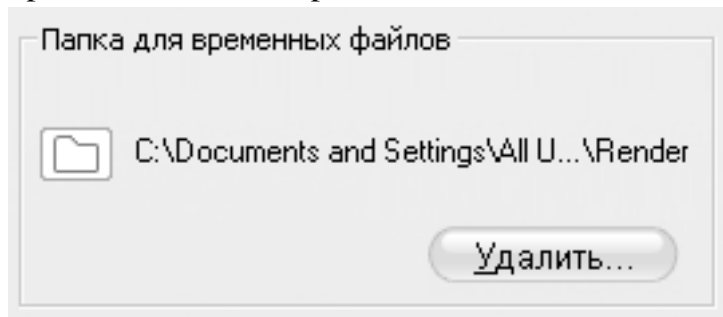 Папка для временных файлов
C:\Documents and Settings\All U...\Render
Удалить...